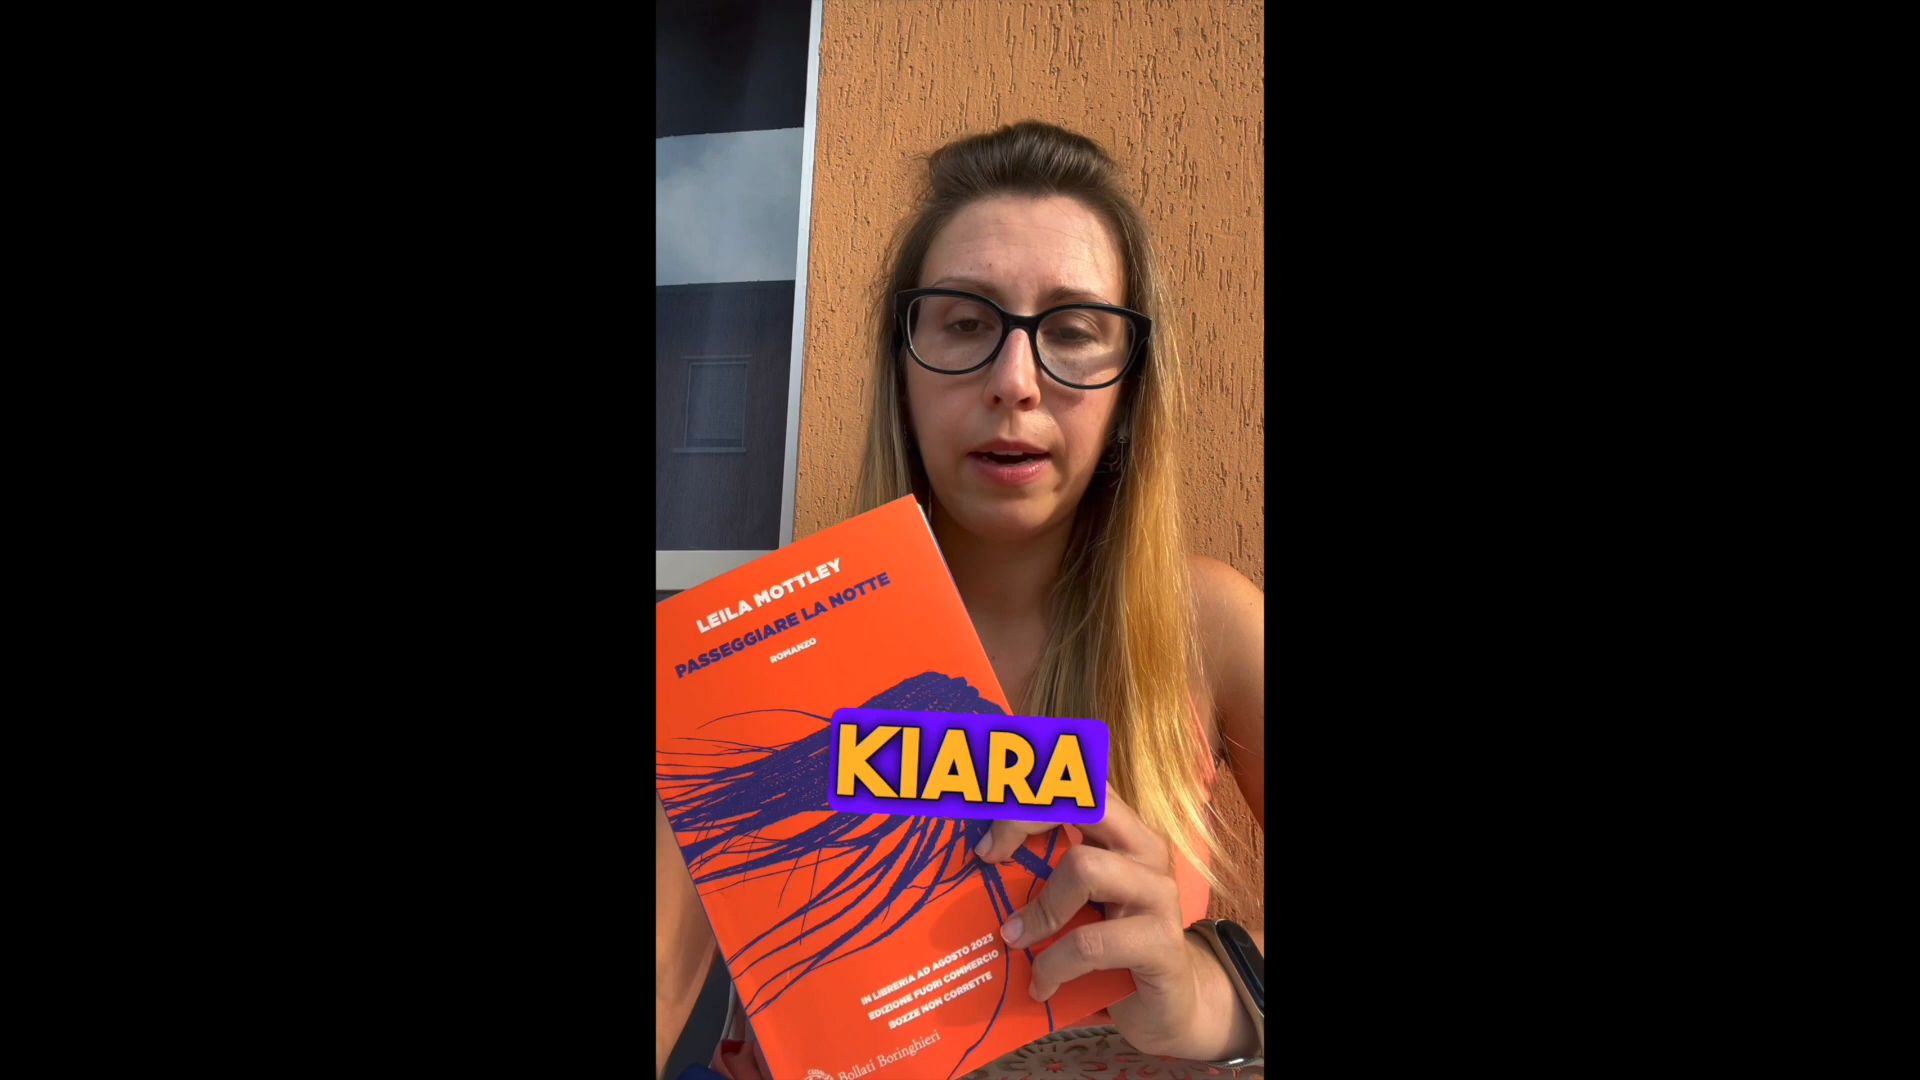 LEILA MOTTLEY
PASSEGGIARE LA NOTTE
ROMANZO
KIARA
IN LIBRERIA AD AGOSTO 2023
EDIZIONE FUORI COMMERCIO
BOZZE NON CORRETTE
Bollati Boringhieri